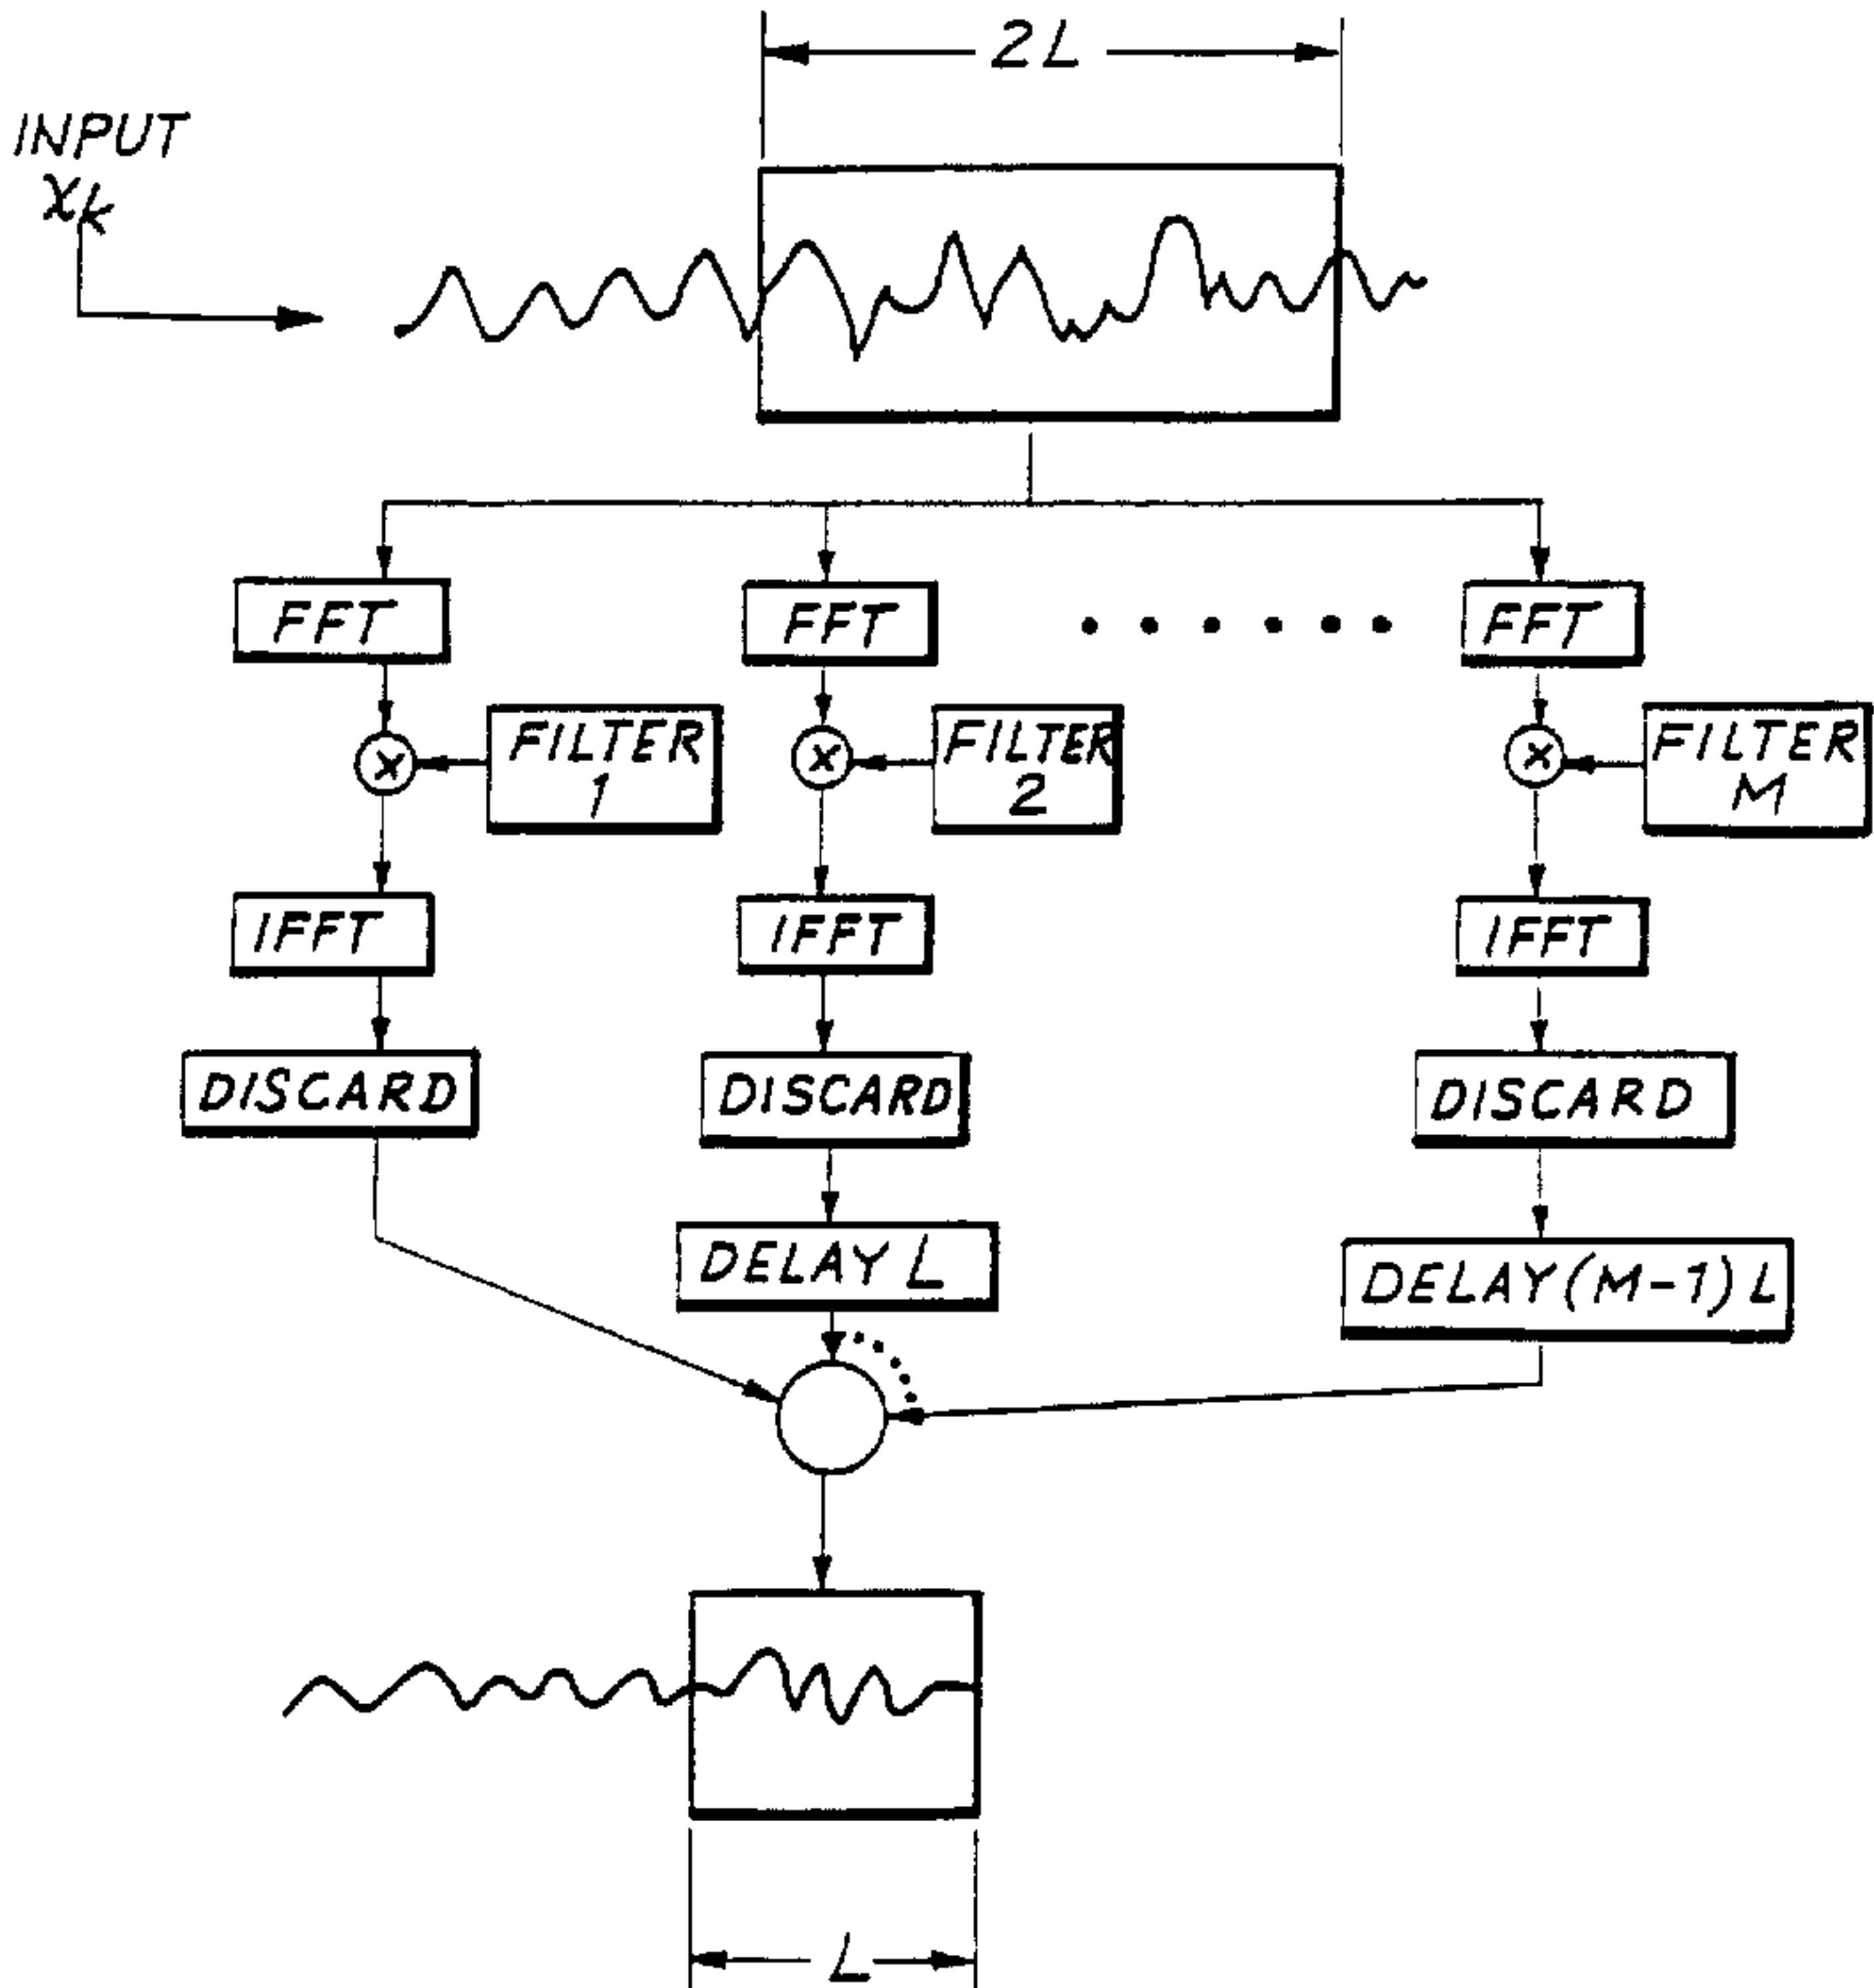 2L
INPUT
Xk
FFT
FFT
FFT
X
FILTER
1
X
FILTER
2
X
FILTER
M
IFFT
IFFT
IFFT
DISCARD
DISCARD
DISCARD
DELAY L
DELAY (M-1) L
L